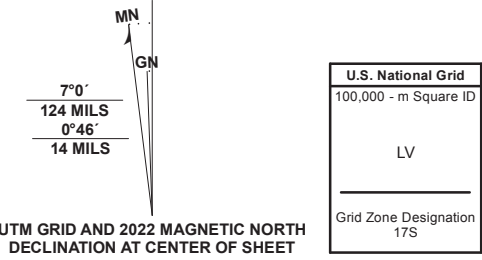 MN
GN
7°0´
124 MILS
0°46´
14 MILS
UTM GRID AND 2022 MAGNETIC NORTH
DECLINATION AT CENTER OF SHEET
U.S. National Grid
100,000 - m Square ID
LV
Grid Zone Designation
17S